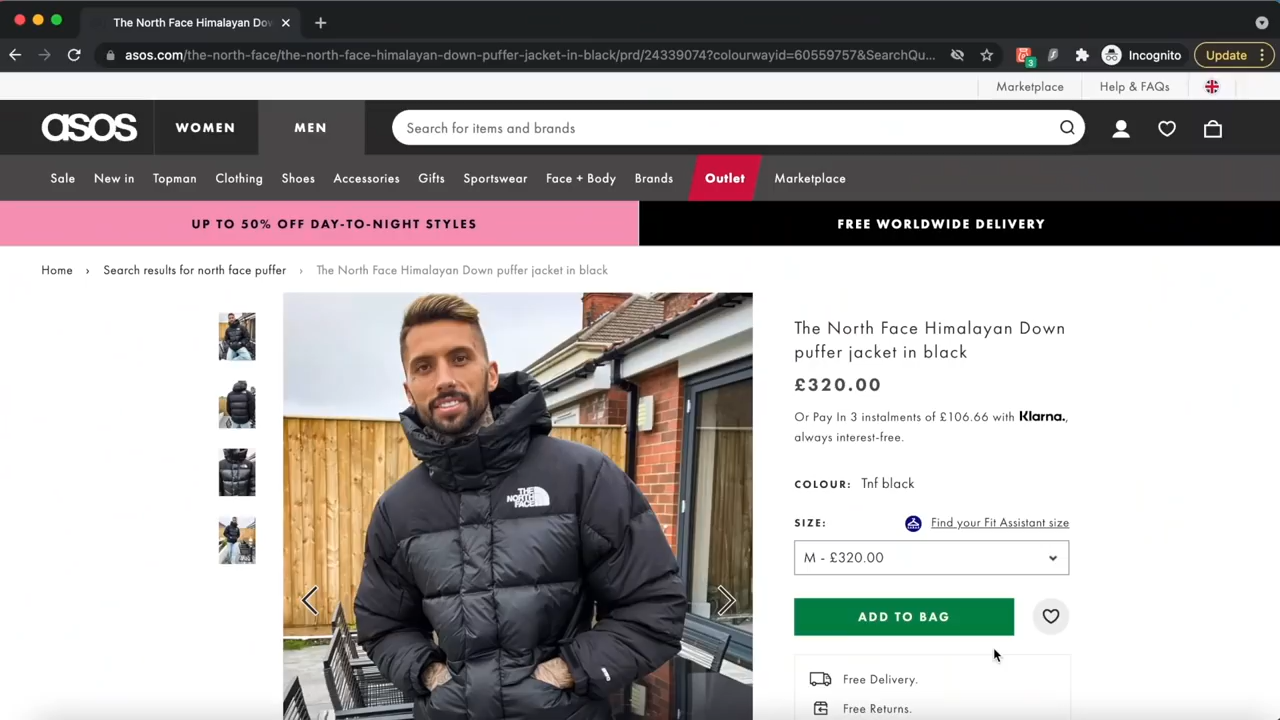 The North Face Himalayan Dow
asos.com/the-north-face/the-north-face-himalayan-down-puffer-jacket-in-black/prd/24339074?colourwayid=60559757&SearchQu...
3
Incognito
Update
Marketplace
Help & FAQs
asos
WOMEN
MEN
Search for items and brands
Sale
New in
Topman
Clothing
Shoes
Accessories
Gifts
Sportswear
Face + Body
Brands
Outlet
Marketplace
UP TO 50% OFF DAY-TO-NIGHT STYLES
FREE WORLDWIDE DELIVERY
Home › Search results for north face puffer › The North Face Himalayan Down puffer jacket in black
THE
NORTH
FACE
The North Face Himalayan Down
puffer jacket in black
£320.00
Or Pay In 3 instalments of £106.66 with Klarna.,
always interest-free.
COLOUR: Tnf black
SIZE:
Find your Fit Assistant size
M - £320.00
ADD TO BAG
Free Delivery.
Free Returns.